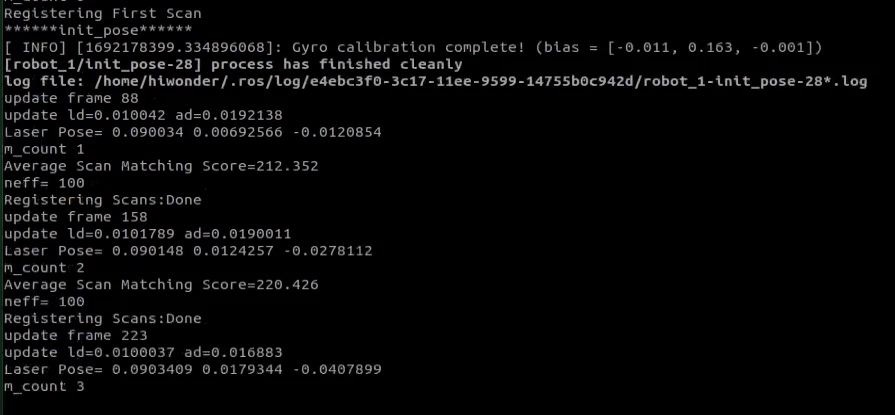 Registering First Scan
******init_pose******
[ INFO] [1692178399.334896068]: Gyro calibration complete! (bias = [-0.011, 0.163, -0.001])
[robot_1/init_pose-28] process has finished cleanly
log file: /home/hiwonder/.ros/log/e4ebc3f0-3c17-11ee-9599-14755b0c942d/robot_1-init_pose-28*.log
update frame 88
update ld=0.010042 ad=0.0192138
Laser Pose= 0.090034 0.00692566 -0.0120854
m_count 1
Average Scan Matching Score=212.352
neff= 100
Registering Scans:Done
update frame 158
update ld=0.0101789 ad=0.0190011
Laser Pose= 0.090148 0.0124257 -0.0278112
m_count 2
Average Scan Matching Score=220.426
neff= 100
Registering Scans:Done
update frame 223
update ld=0.0100037 ad=0.016883
Laser Pose= 0.0903409 0.0179344 -0.0407899
m_count 3